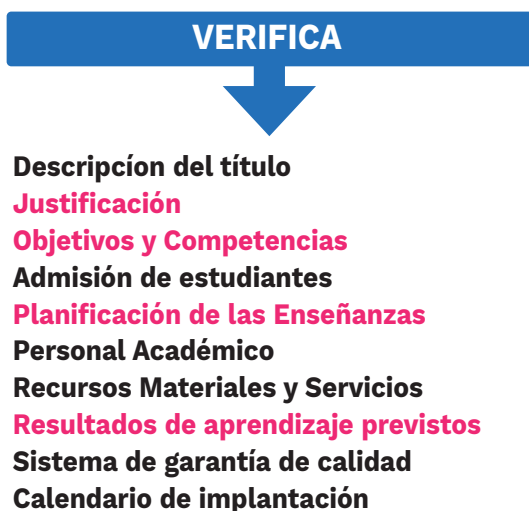 VERIFICA
Descripcíon del título
Justificación
Objetivos y Competencias
Admisión de estudiantes
Planificación de las Enseñanzas
Personal Académico
Recursos Materiales y Servicios
Resultados de aprendizaje previstos
Sistema de garantía de calidad
Calendario de implantación